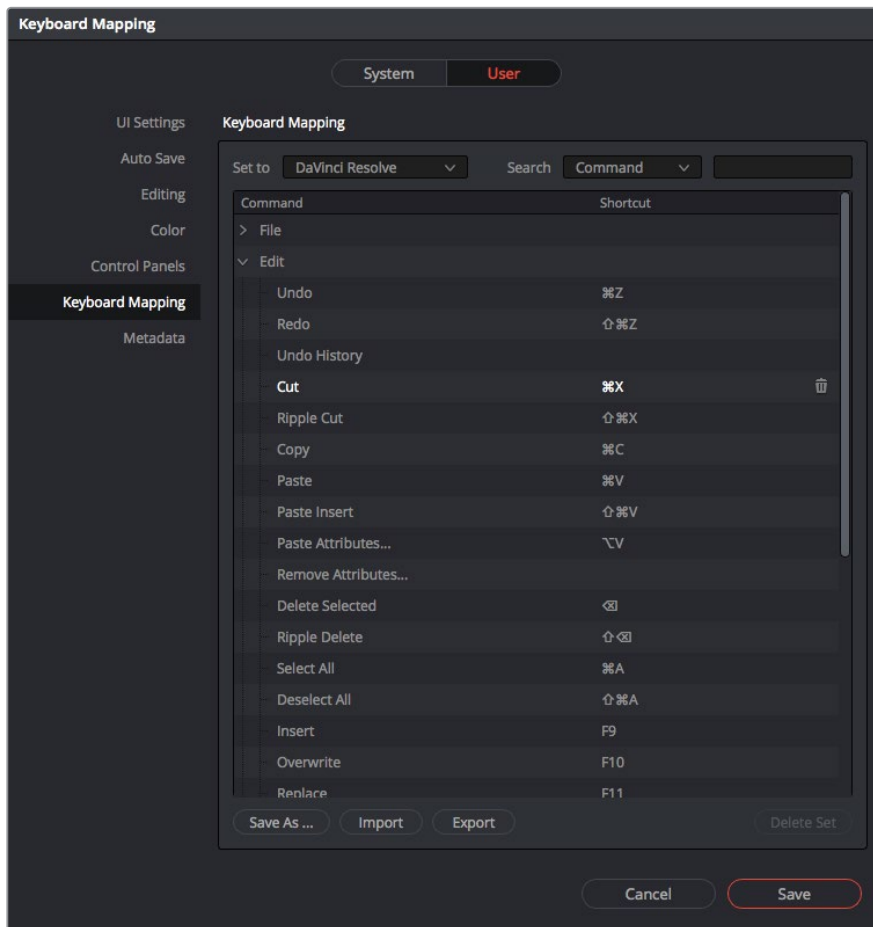 Keyboard Mapping
System User
UI Settings
Auto Save
Editing
Color
Control Panels
Keyboard Mapping
Metadata
Keyboard Mapping
Set to DaVinci Resolve Search Command
Command Shortcut
> File
Edit
Undo ⌘Z
Redo ⇧⌘Z
Undo History
Cut ⌘X
Ripple Cut ⇧⌘X
Copy ⌘C
Paste ⌘V
Paste Insert ⇧⌘V
Paste Attributes... ⌥V
Remove Attributes...
Delete Selected ⌫
Ripple Delete ⇧⌫
Select All ⌘A
Deselect All ⇧⌘A
Insert F9
Overwrite F10
Replace F11
Save As ... Import Export Delete Set
Cancel Save